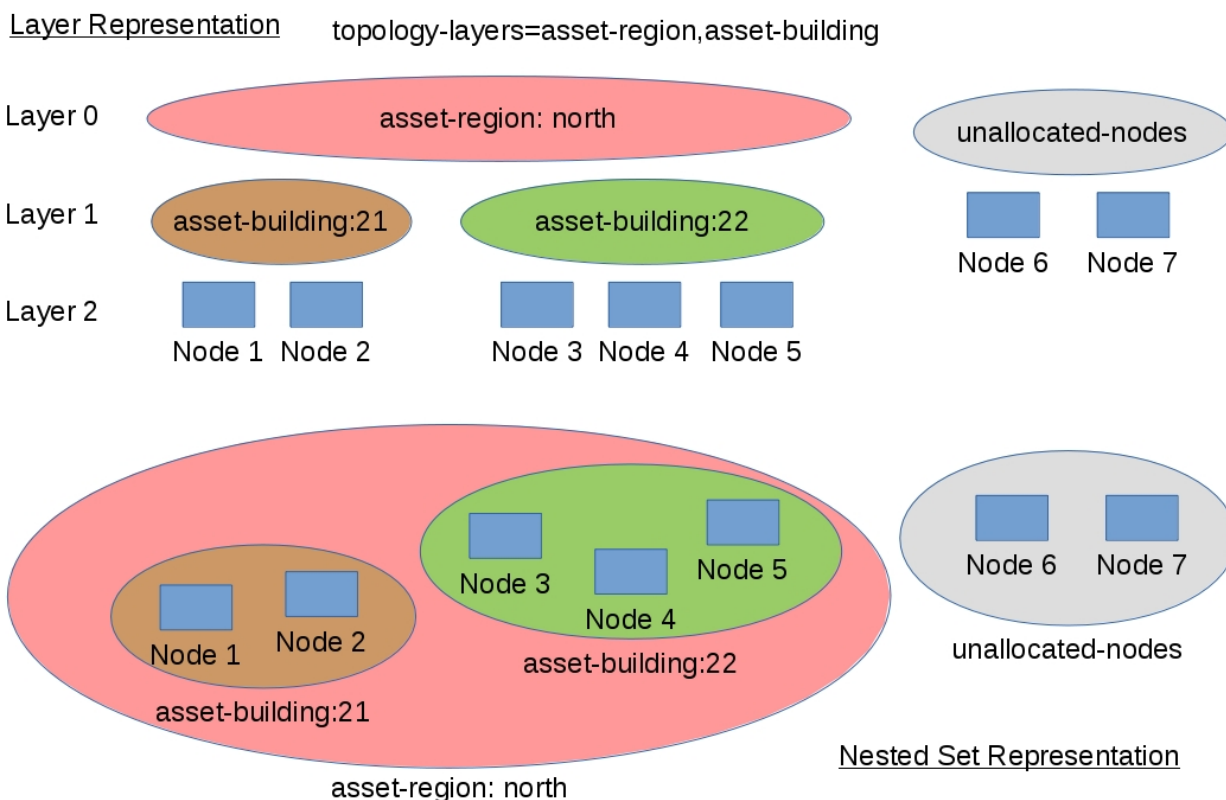 Layer Representation
topology-layers=asset-region,asset-building
Layer 0
asset-region: north
unallocated-nodes
Layer 1
asset-building:21
asset-building:22
Node 6
Node 7
Layer 2
Node 1
Node 2
Node 3
Node 4
Node 5
Node 1
Node 2
Node 3
Node 4
Node 5
asset-building:21
asset-building:22
asset-region: north
Node 6
Node 7
unallocated-nodes
Nested Set Representation